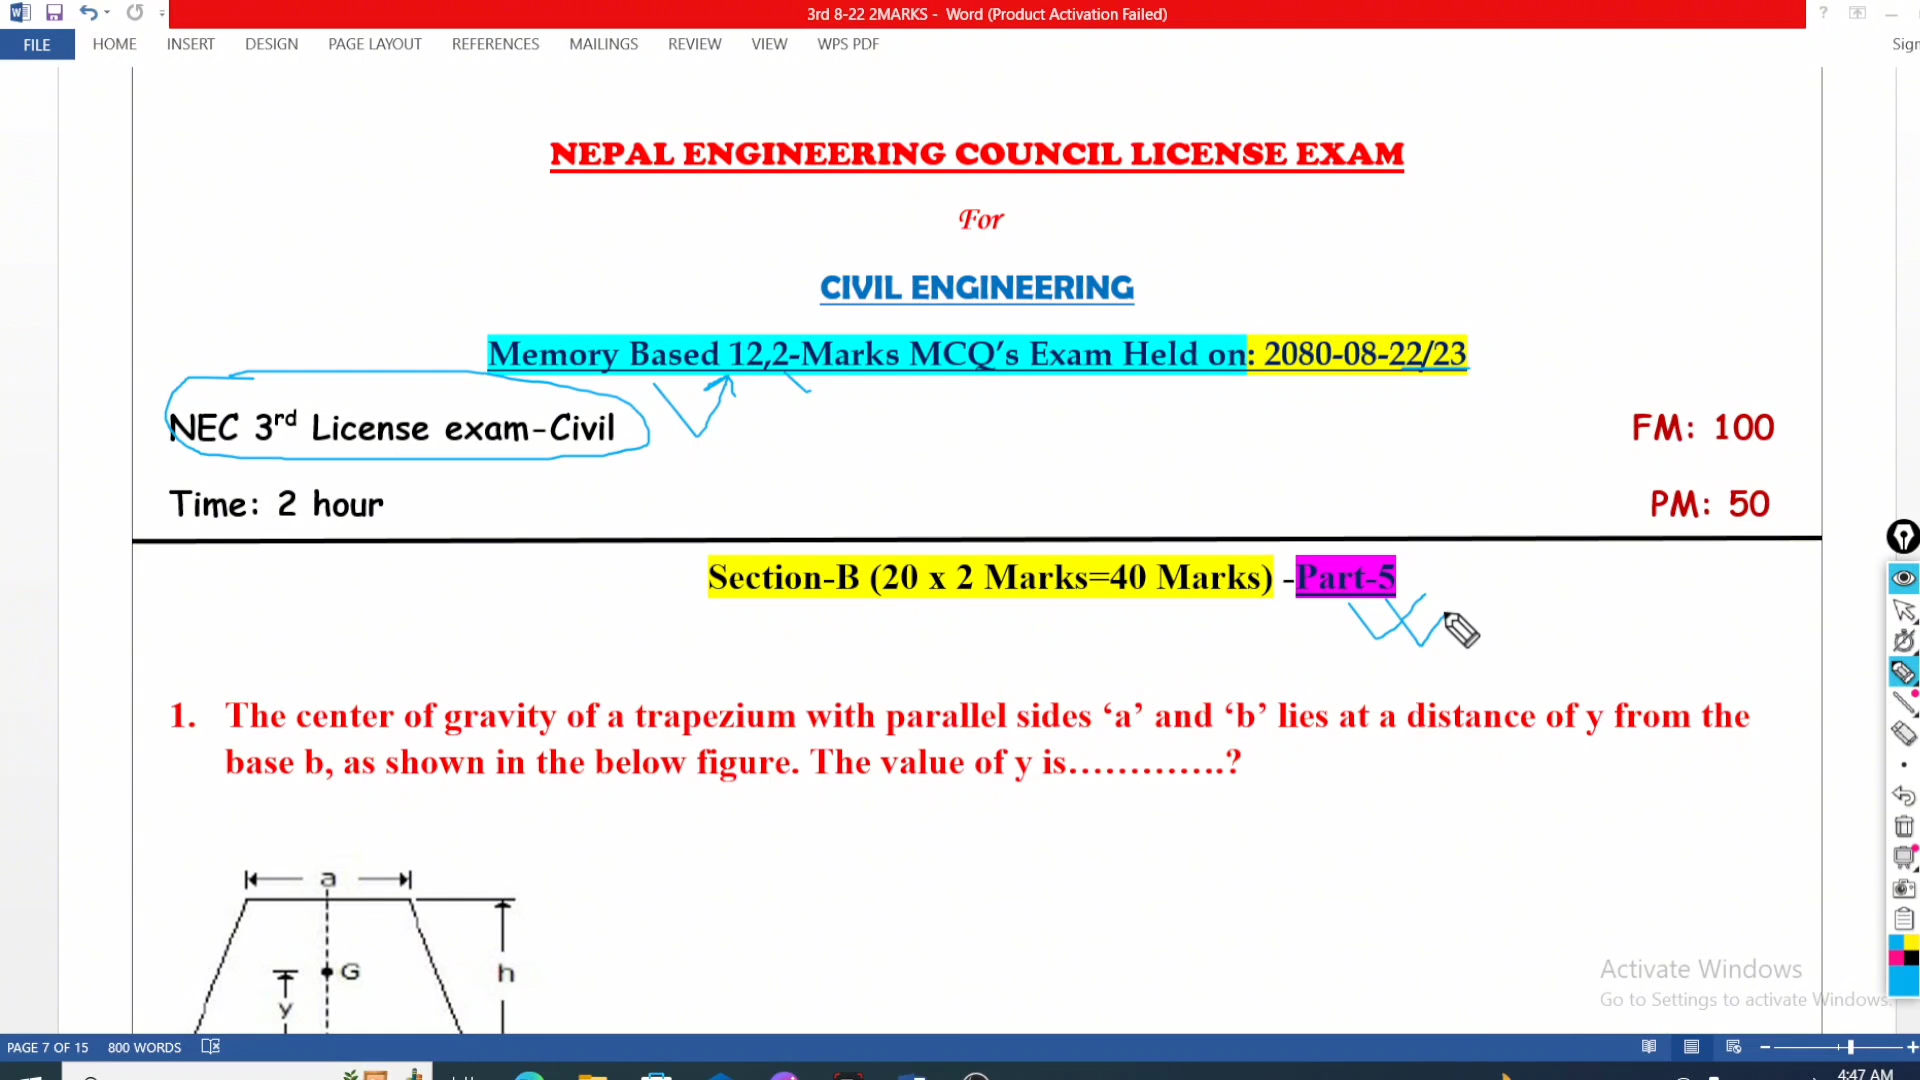 3rd 8-22 2MARKS - Word (Product Activation Failed)
FILE HOME INSERT DESIGN PAGE LAYOUT REFERENCES MAILINGS REVIEW VIEW WPS PDF
NEPAL ENGINEERING COUNCIL LICENSE EXAM
For
CIVIL ENGINEERING
Memory Based 12,2-Marks MCQ’s Exam Held on: 2080-08-22/23
NEC 3rd License exam-Civil FM: 100
Time: 2 hour PM: 50
Section-B (20 x 2 Marks=40 Marks) -Part-5
1. The center of gravity of a trapezium with parallel sides ‘a’ and ‘b’ lies at a distance of y from the
base b, as shown in the below figure. The value of y is………….?
a
G
h
y
Activate Windows
Go to Settings to activate Windows.
PAGE 7 OF 15 800 WORDS
4:47 AM